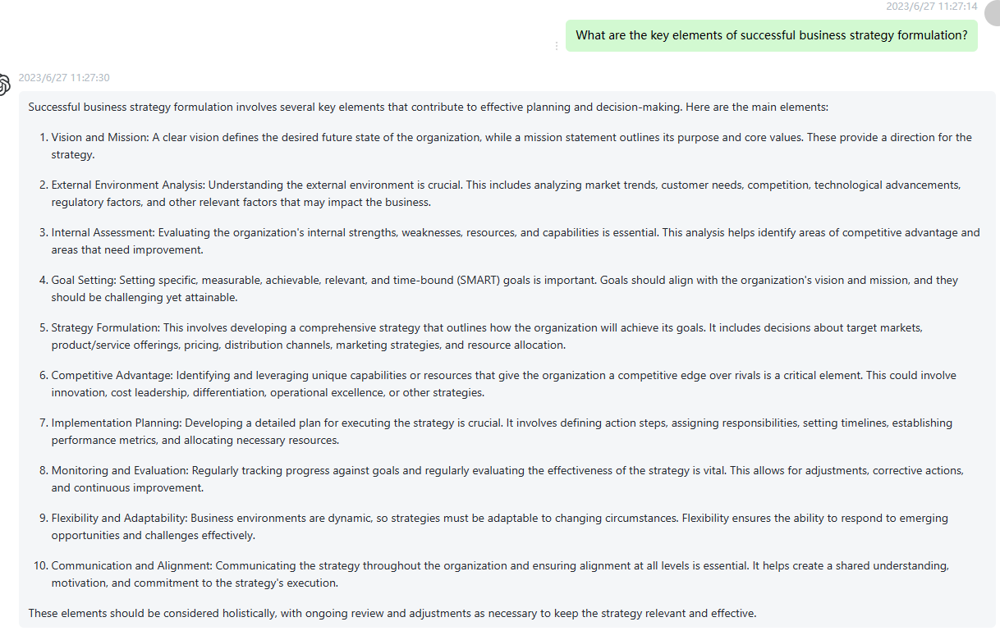 2023/6/27 11:27:14
What are the key elements of successful business strategy formulation?
2023/6/27 11:27:30
Successful business strategy formulation involves several key elements that contribute to effective planning and decision-making. Here are the main elements:
1. Vision and Mission: A clear vision defines the desired future state of the organization, while a mission statement outlines its purpose and core values. These provide a direction for the
strategy.
2. External Environment Analysis: Understanding the external environment is crucial. This includes analyzing market trends, customer needs, competition, technological advancements,
regulatory factors, and other relevant factors that may impact the business.
3. Internal Assessment: Evaluating the organization's internal strengths, weaknesses, resources, and capabilities is essential. This analysis helps identify areas of competitive advantage and
areas that need improvement.
4. Goal Setting: Setting specific, measurable, achievable, relevant, and time-bound (SMART) goals is important. Goals should align with the organization's vision and mission, and they
should be challenging yet attainable.
5. Strategy Formulation: This involves developing a comprehensive strategy that outlines how the organization will achieve its goals. It includes decisions about target markets,
product/service offerings, pricing, distribution channels, marketing strategies, and resource allocation.
6. Competitive Advantage: Identifying and leveraging unique capabilities or resources that give the organization a competitive edge over rivals is a critical element. This could involve
innovation, cost leadership, differentiation, operational excellence, or other strategies.
7. Implementation Planning: Developing a detailed plan for executing the strategy is crucial. It involves defining action steps, assigning responsibilities, setting timelines, establishing
performance metrics, and allocating necessary resources.
8. Monitoring and Evaluation: Regularly tracking progress against goals and regularly evaluating the effectiveness of the strategy is vital. This allows for adjustments, corrective actions,
and continuous improvement.
9. Flexibility and Adaptability: Business environments are dynamic, so strategies must be adaptable to changing circumstances. Flexibility ensures the ability to respond to emerging
opportunities and challenges effectively.
10. Communication and Alignment: Communicating the strategy throughout the organization and ensuring alignment at all levels is essential. It helps create a shared understanding,
motivation, and commitment to the strategy's execution.
These elements should be considered holistically, with ongoing review and adjustments as necessary to keep the strategy relevant and effective.